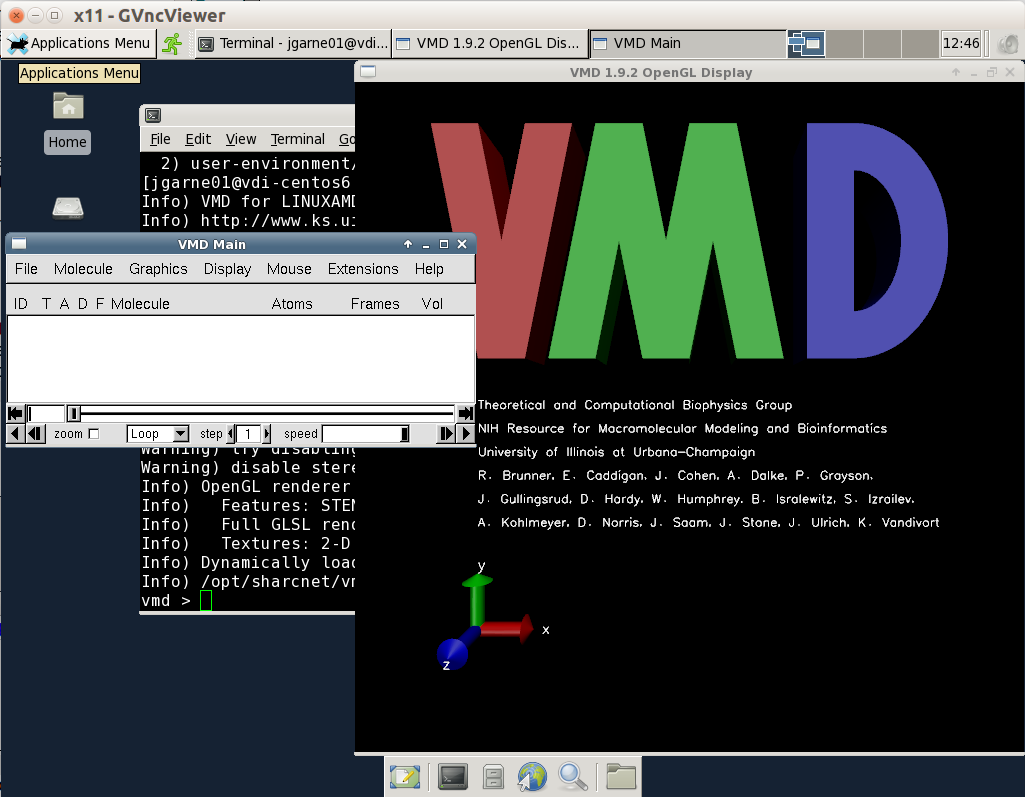 x11 - GVncViewer
Applications Menu
Terminal - jgarne01@vdi...
VMD 1.9.2 OpenGL Dis...
VMD Main
12:46
Applications Menu
Home
VMD 1.9.2 OpenGL Display
File Edit View Terminal Go
2) user-environment/
[jgarne01@vdi-centos6
Info) VMD for LINUXAMD
Info) http://www.ks.ui
VMD Main
File Molecule Graphics Display Mouse Extensions Help
ID T A D F Molecule Atoms Frames Vol
zoom Loop step 1 speed
Warning) try disabling
Warning) disable stere
Info) OpenGL renderer
Info) Features: STEN
Info) Full GLSL rend
Info) Textures: 2-D
Info) Dynamically load
Info) /opt/sharcnet/vm
vmd >
VMD
Theoretical and Computational Biophysics Group
NIH Resource for Macromolecular Modeling and Bioinformatics
University of Illinois at Urbana-Champaign
R. Brunner, E. Caddigan, J. Cohen, A. Dalke, P. Grayson,
J. Gullingsrud, D. Hardy, W. Humphrey, B. Isralewitz, S. Izrailev,
A. Kohlmeyer, D. Norris, J. Saam, J. Stone, J. Ulrich, K. Vandivort
y
x
z